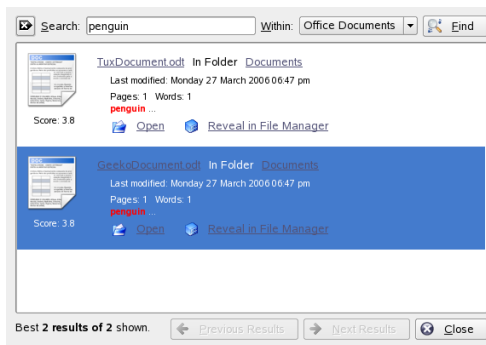 Search: penguin Within: Office Documents Find
TuxDocument.odt In Folder Documents
Last modified: Monday 27 March 2006 06:47 pm
Pages: 1 Words: 1
penguin ...
Score: 3.8
Open Reveal in File Manager
GeekoDocument.odt In Folder Documents
Last modified: Monday 27 March 2006 06:47 pm
Pages: 1 Words: 1
penguin ...
Score: 3.8
Open Reveal in File Manager
Best 2 results of 2 shown. Previous Results Next Results Close